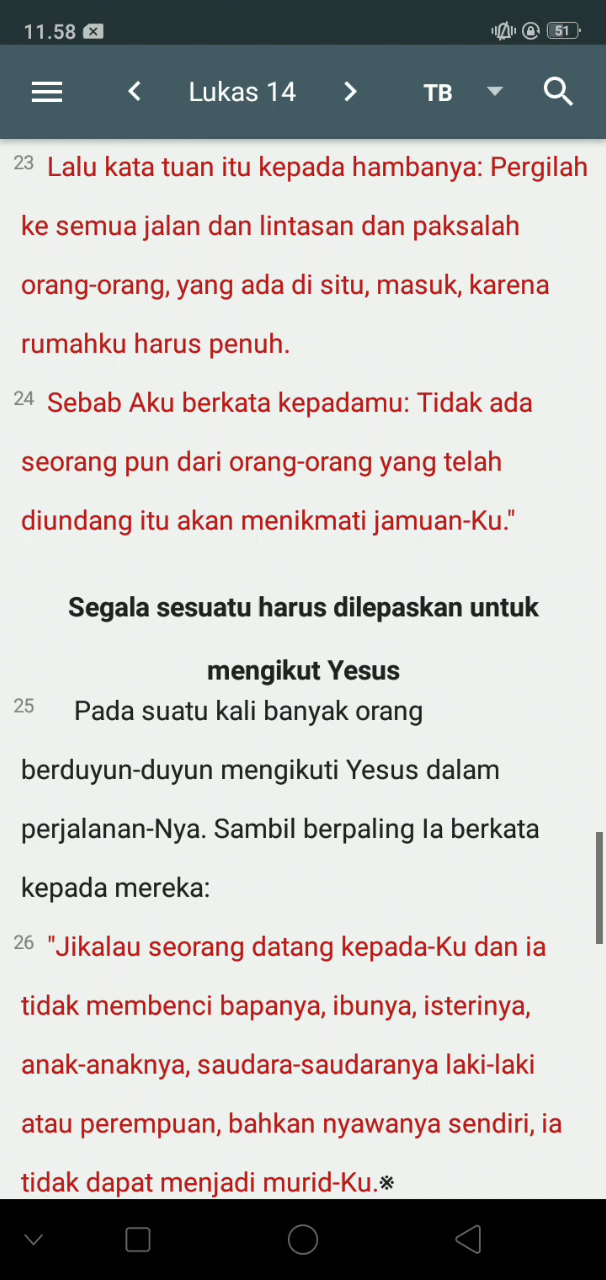 11.58
51
Lukas 14
TB
23 Lalu kata tuan itu kepada hambanya: Pergilah
ke semua jalan dan lintasan dan paksalah
orang-orang, yang ada di situ, masuk, karena
rumahku harus penuh.
24 Sebab Aku berkata kepadamu: Tidak ada
seorang pun dari orang-orang yang telah
diundang itu akan menikmati jamuan-Ku."
Segala sesuatu harus dilepaskan untuk
mengikut Yesus
25 Pada suatu kali banyak orang
berduyun-duyun mengikuti Yesus dalam
perjalanan-Nya. Sambil berpaling Ia berkata
kepada mereka:
26 "Jikalau seorang datang kepada-Ku dan ia
tidak membenci bapanya, ibunya, isterinya,
anak-anaknya, saudara-saudaranya laki-laki
atau perempuan, bahkan nyawanya sendiri, ia
tidak dapat menjadi murid-Ku.※